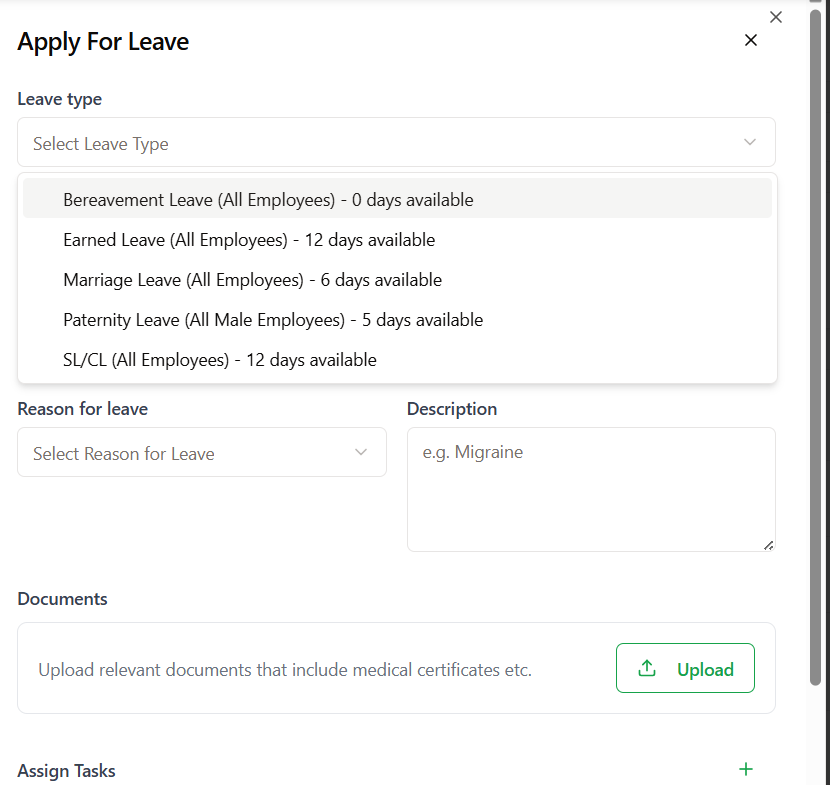 Apply For Leave
Leave type
Select Leave Type
Bereavement Leave (All Employees) - 0 days available
Earned Leave (All Employees) - 12 days available
Marriage Leave (All Employees) - 6 days available
Paternity Leave (All Male Employees) - 5 days available
SL/CL (All Employees) - 12 days available
Reason for leave
Select Reason for Leave
Description
e.g. Migraine
Documents
Upload relevant documents that include medical certificates etc.
Upload
Assign Tasks